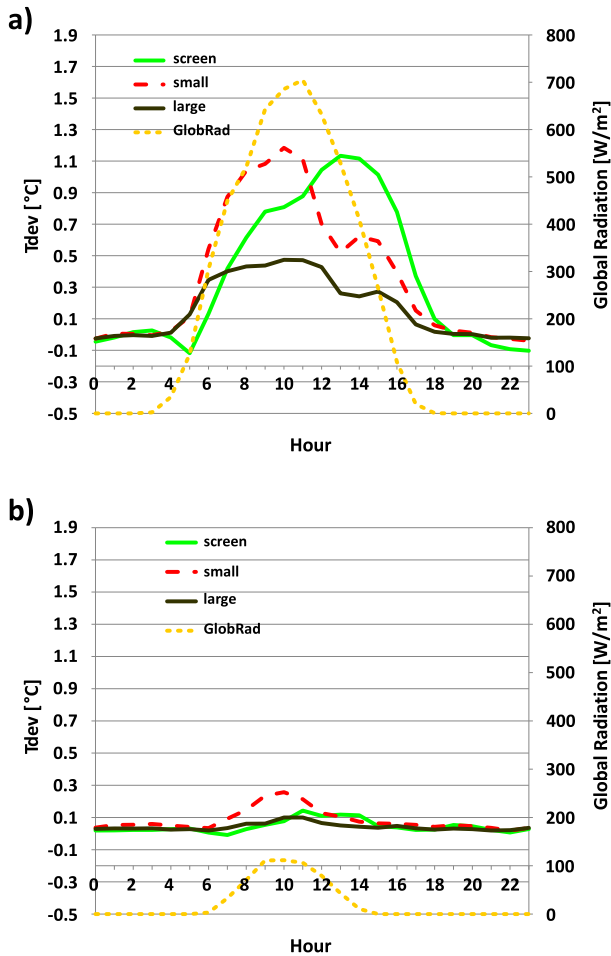 a)
1.9
1.7
1.5
1.3
1.1
0.9
0.7
0.5
0.3
0.1
-0.1
-0.3
-0.5
Tdev [°C]
screen
small
large
GlobRad
800
700
600
500
400
300
200
100
0
Global Radiation [W/m²]
0 2 4 6 8 10 12 14 16 18 20 22
Hour
b)
1.9
1.7
1.5
1.3
1.1
0.9
0.7
0.5
0.3
0.1
-0.1
-0.3
-0.5
Tdev [°C]
screen
small
large
GlobRad
800
700
600
500
400
300
200
100
0
Global Radiation [W/m²]
0 2 4 6 8 10 12 14 16 18 20 22
Hour